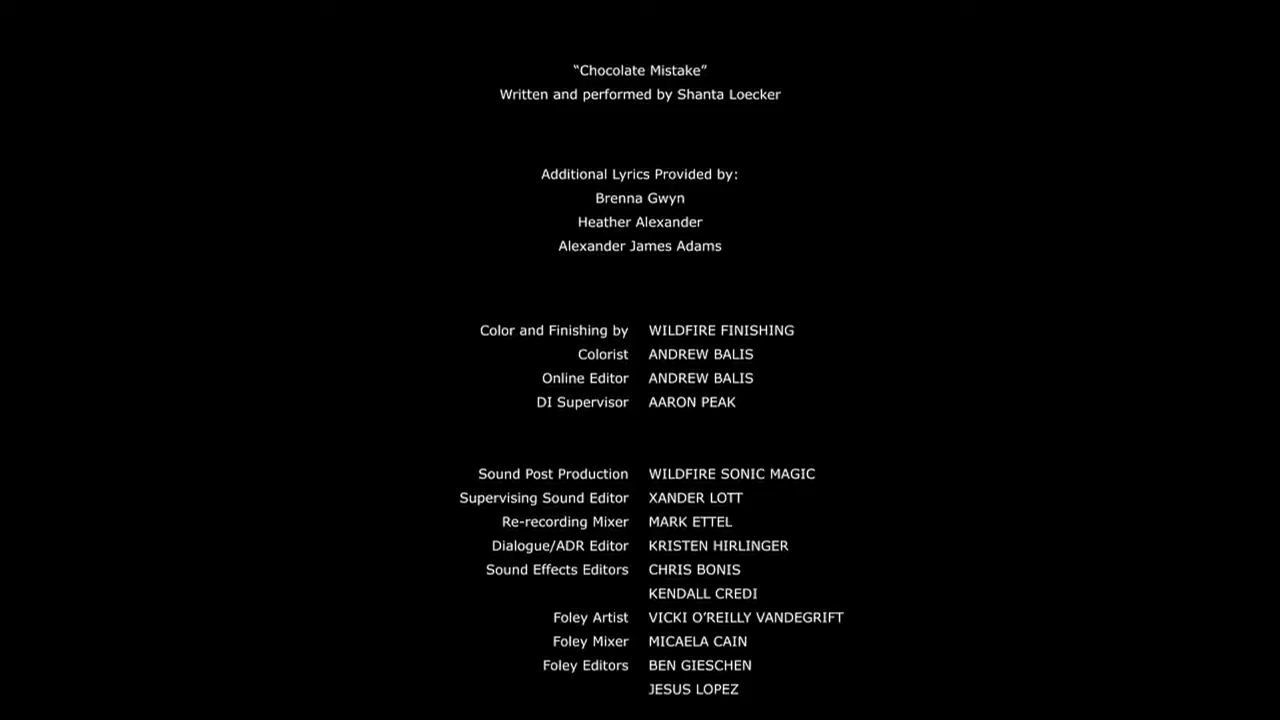 “Chocolate Mistake”
Written and performed by Shanta Loecker
Additional Lyrics Provided by:
Brenna Gwyn
Heather Alexander
Alexander James Adams
Color and Finishing by WILDFIRE FINISHING
Colorist ANDREW BALIS
Online Editor ANDREW BALIS
DI Supervisor AARON PEAK
Sound Post Production WILDFIRE SONIC MAGIC
Supervising Sound Editor XANDER LOTT
Re-recording Mixer MARK ETTEL
Dialogue/ADR Editor KRISTEN HIRLINGER
Sound Effects Editors CHRIS BONIS
KENDALL CREDI
Foley Artist VICKI O’REILLY VANDEGRIFT
Foley Mixer MICAELA CAIN
Foley Editors BEN GIESCHEN
JESUS LOPEZ